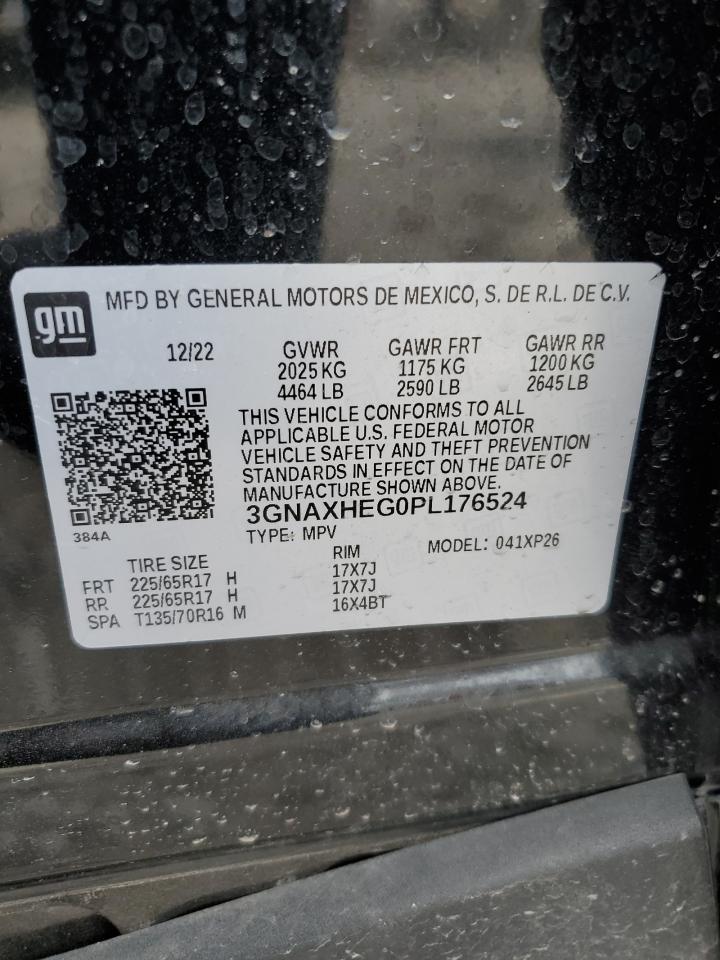 gm
MFD BY GENERAL MOTORS DE MEXICO, S. DE R.L. DE C.V.
12/22 GVWR GAWR FRT GAWR RR
2025 KG 1175 KG 1200 KG
4464 LB 2590 LB 2645 LB
THIS VEHICLE CONFORMS TO ALL
APPLICABLE U.S. FEDERAL MOTOR
VEHICLE SAFETY AND THEFT PREVENTION
STANDARDS IN EFFECT ON THE DATE OF
MANUFACTURE SHOWN ABOVE.
3GNAXHEG0PL176524
384A
TYPE: MPV MODEL: 041XP26
TIRE SIZE RIM
FRT 225/65R17 H 17X7J
RR 225/65R17 H 17X7J
SPA T135/70R16 M 16X4BT